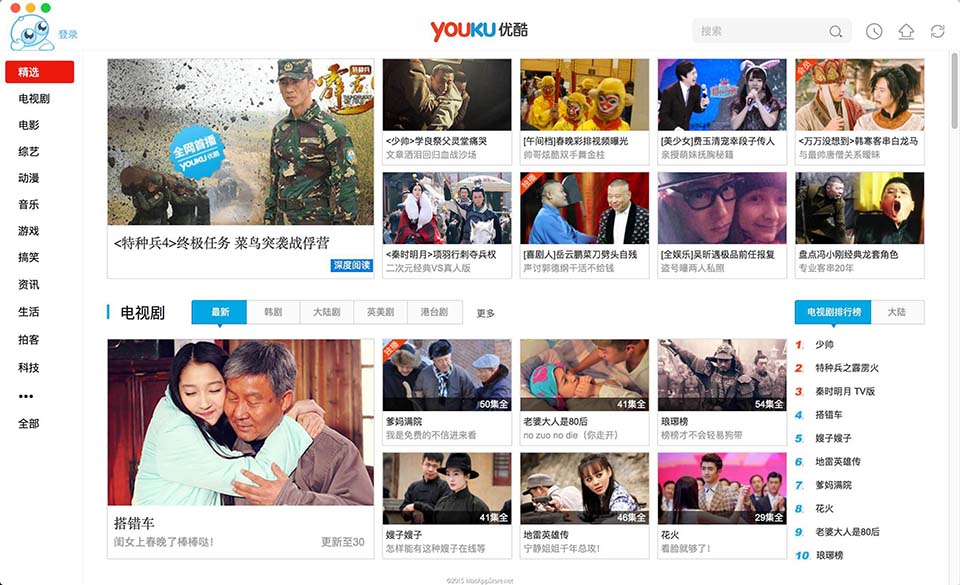 登录
YOUKU 优酷
搜索
精选
电视剧
电影
综艺
动漫
音乐
游戏
搞笑
资讯
生活
拍客
科技
•••
全部
全网首播
YOUKU 优酷
<特种兵4>终极任务 菜鸟突袭战俘营
深度阅读
<少帅>学良祭父灵堂痛哭
文章洒泪回归血战沙场
[午间档]春晚彩排视频曝光
帅哥炫酷双手舞金柱
[美少女]费玉清宠幸段子传人
亲授萌妹抚胸秘籍
<万万没想到>韩寒客串白龙马
与最帅唐僧关系暧昧
独播
<秦时明月>项羽行刺夺兵权
二次元经典VS真人版
[喜剧人]岳云鹏菜刀劈头自残
声讨郭德纲干活不给钱
[全娱乐]吴昕遇极品前任报复
盗号曝两人私照
盘点冯小刚经典龙套角色
专业客串20年
电视剧
最新
韩剧
大陆剧
英美剧
港台剧
更多
搭错车
闺女上春晚了棒棒哒！
更新至30
独播
50集全
爹妈满院
我是免费的不信进来看
41集全
老婆大人是80后
no zuo no die（你走开）
54集全
琅琊榜
榜榜才不会轻易狗带
41集全
嫂子嫂子
怎样能有这种嫂子在线等
46集全
地雷英雄传
宁静姐姐千年总攻！
29集全
花火
看脸就够了！
电视剧排行榜
大陆
1. 少帅
2. 特种兵之霹雳火
3. 秦时明月 TV版
4. 搭错车
5. 嫂子嫂子
6. 地雷英雄传
7. 爹妈满院
8. 花火
9. 老婆大人是80后
10. 琅琊榜
©2015 MacAppStore.net